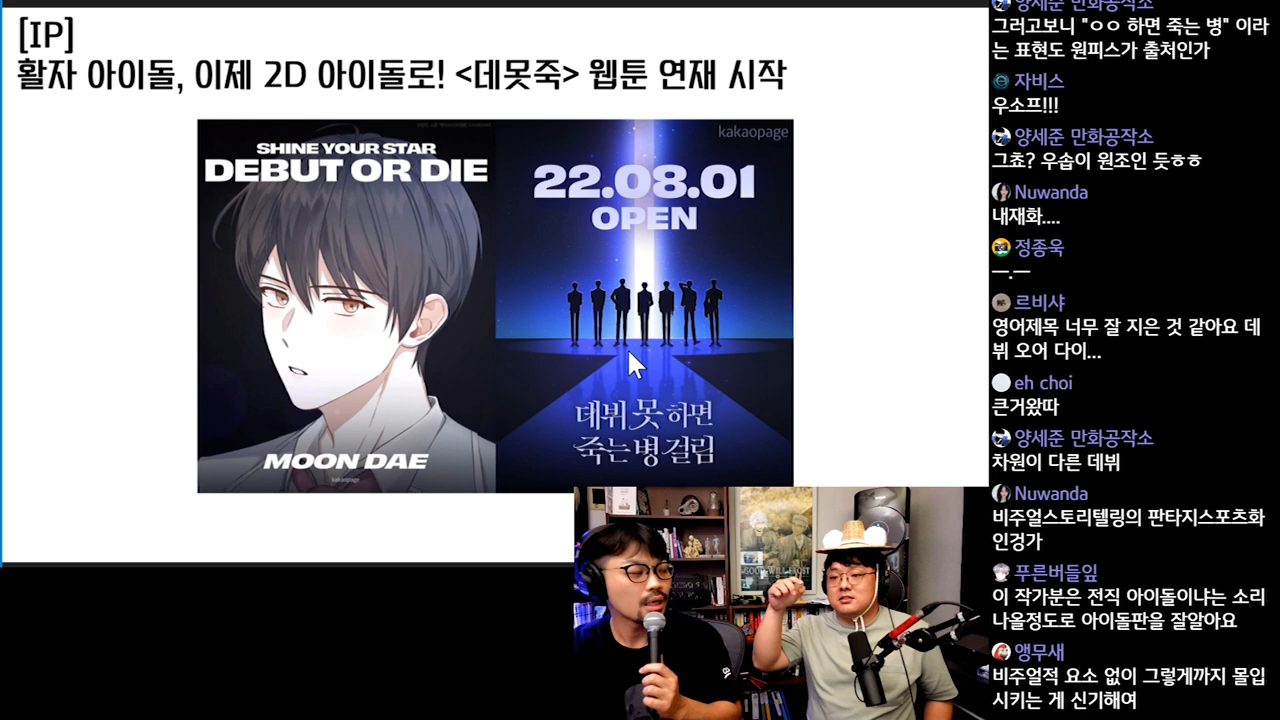 [IP]
활자 아이돌, 이제 2D 아이돌로! <데못죽> 웹툰 연재 시작
SHINE YOUR STAR
DEBUT OR DIE
MOON DAE
kakaopage
kakaopage
22.08.01
OPEN
데뷔 못 하면
죽는 병 걸림
GOOD WILL HUNTING
양세준 만화공작소
그러고보니 "ㅇㅇ 하면 죽는 병" 이라
는 표현도 원피스가 출처인가
자비스
우소프!!!
양세준 만화공작소
그쵸? 우솝이 원조인 듯ㅎㅎ
Nuwanda
내재화....
정종욱
ㅡ.ㅡ
르비샤
영어제목 너무 잘 지은 것 같아요 데
뷔 오어 다이...
eh choi
큰거왔따
양세준 만화공작소
차원이 다른 데뷔
Nuwanda
비주얼스토리텔링의 판타지스포츠화
인겅가
푸른버들잎
이 작가분은 전직 아이돌이냐는 소리
나올정도로 아이돌판을 잘알아요
앵무새
비주얼적 요소 없이 그렇게까지 몰입
시키는 게 신기해여